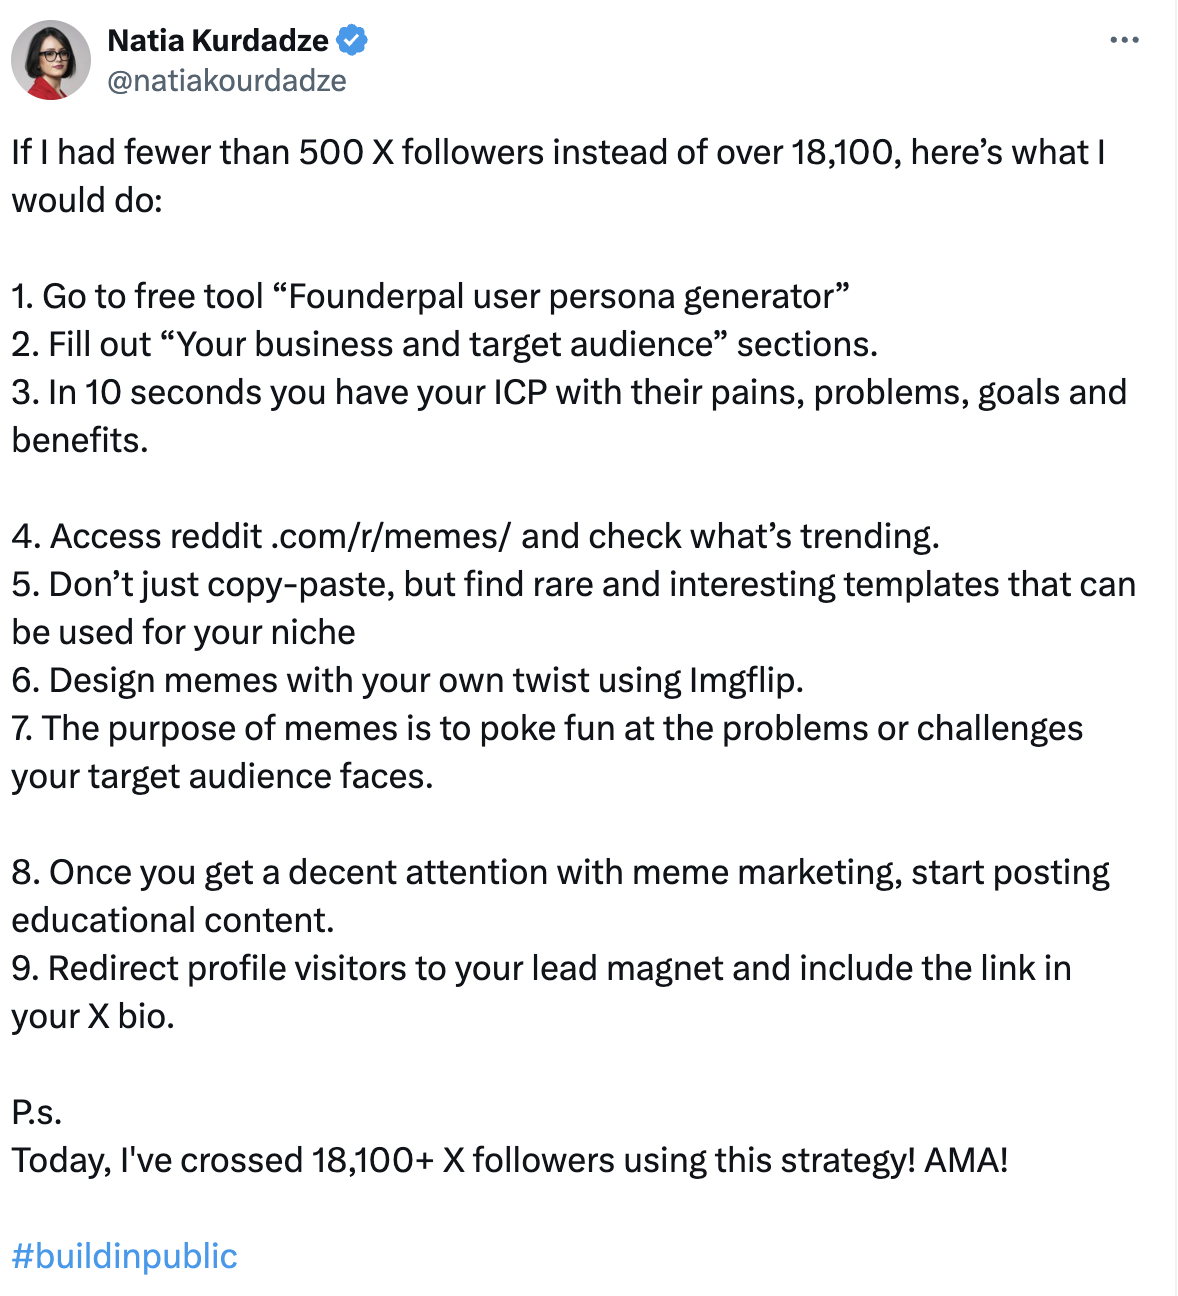 Natia Kurdadze
@natiakourdadze
If I had fewer than 500 X followers instead of over 18,100, here’s what I
would do:
1. Go to free tool “Founderpal user persona generator”
2. Fill out “Your business and target audience” sections.
3. In 10 seconds you have your ICP with their pains, problems, goals and
benefits.
4. Access reddit .com/r/memes/ and check what’s trending.
5. Don’t just copy-paste, but find rare and interesting templates that can
be used for your niche
6. Design memes with your own twist using Imgflip.
7. The purpose of memes is to poke fun at the problems or challenges
your target audience faces.
8. Once you get a decent attention with meme marketing, start posting
educational content.
9. Redirect profile visitors to your lead magnet and include the link in
your X bio.
P.s.
Today, I've crossed 18,100+ X followers using this strategy! AMA!
#buildinpublic